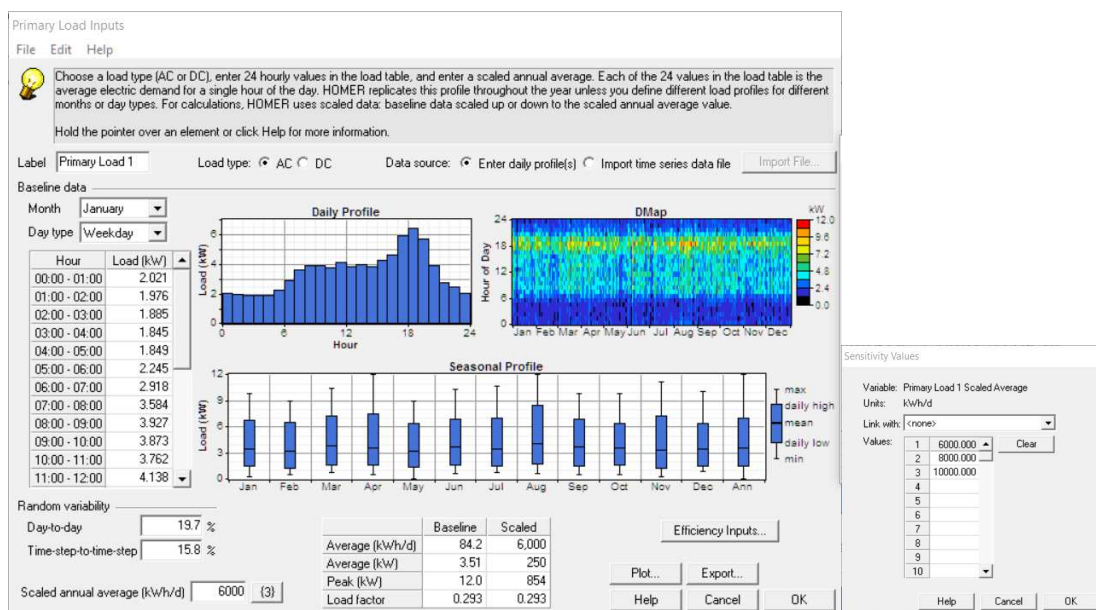 Primary Load Inputs
File Edit Help
Choose a load type (AC or DC), enter 24 hourly values in the load table, and enter a scaled annual average. Each of the 24 values in the load table is the
average electric demand for a single hour of the day. HOMER replicates this profile throughout the year unless you define different load profiles for different
months or day types. For calculations, HOMER uses scaled data: baseline data scaled up or down to the scaled annual average value.
Hold the pointer over an element or click Help for more information.
Label Primary Load 1 Load type: AC DC Data source: Enter daily profile(s) Import time series data file Import File...
Baseline data
Month January
Day type Weekday
Hour Load (kW)
00:00 - 01:00 2.021
01:00 - 02:00 1.976
02:00 - 03:00 1.885
03:00 - 04:00 1.845
04:00 - 05:00 1.849
05:00 - 06:00 2.245
06:00 - 07:00 2.918
07:00 - 08:00 3.584
08:00 - 09:00 3.927
09:00 - 10:00 3.873
10:00 - 11:00 3.762
11:00 - 12:00 4.138
Daily Profile
Load (kW)
6
4
2
0
0 6 12 18 24
Hour
DMap
Hour of Day
24
18
12
6
0
Jan Feb Mar Apr May Jun Jul Aug Sep Oct Nov Dec
kW
12.0
9.6
7.2
4.8
2.4
0.0
Seasonal Profile
Load (kW)
12
9
6
3
0
Jan Feb Mar Apr May Jun Jul Aug Sep Oct Nov Dec Ann
max
daily high
mean
daily low
min
Random variability
Day-to-day 19.7 %
Time-step-to-time-step 15.8 %
Scaled annual average (kWh/d) 6000 {3}
Baseline Scaled
Average (kWh/d) 84.2 6,000
Average (kW) 3.51 250
Peak (kW) 12.0 854
Load factor 0.293 0.293
Efficiency Inputs...
Plot... Export...
Help Cancel OK
Sensitivity Values
Variable: Primary Load 1 Scaled Average
Units: kWh/d
Link with: <none>
Values: 1 6000.000 Clear
2 8000.000
3 10000.000
4
5
6
7
8
9
10
Help Cancel OK